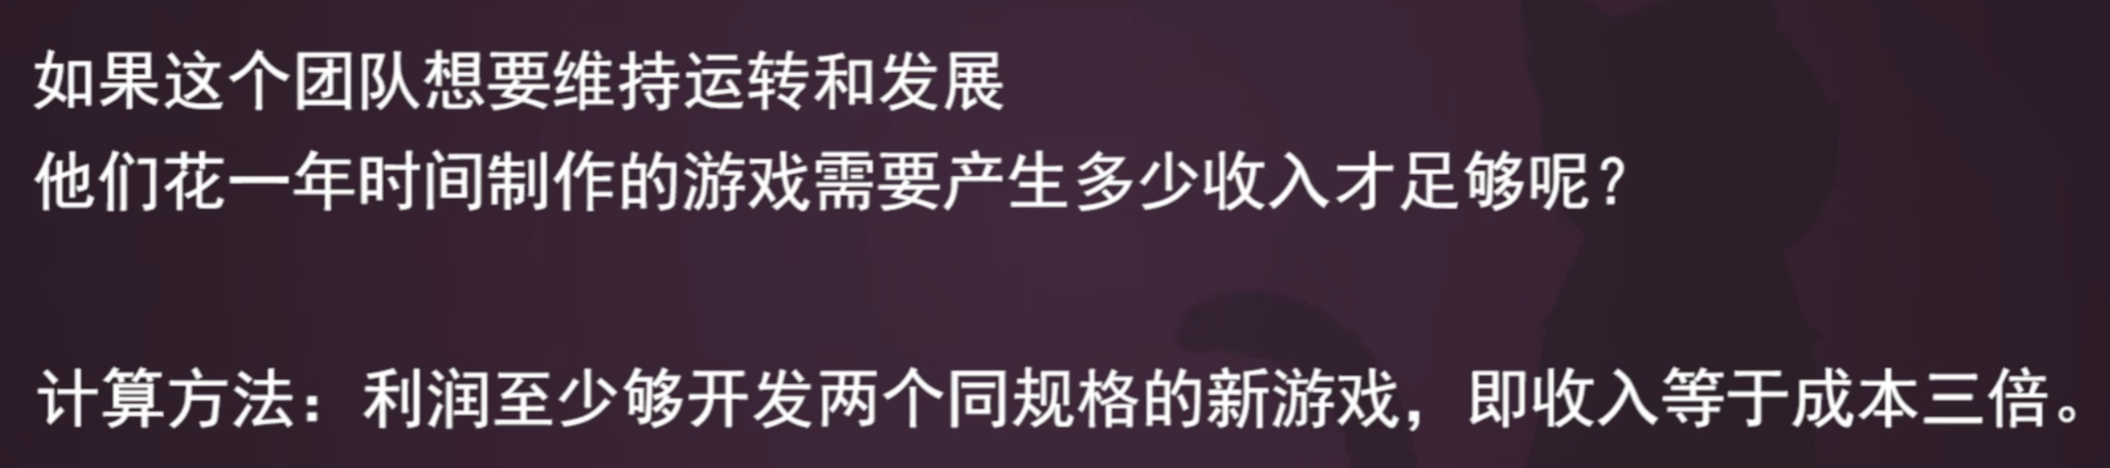 如果这个团队想要维持运转和发展
他们花一年时间制作的游戏需要产生多少收入才足够呢？
计算方法：利润至少够开发两个同规格的新游戏，即收入等于成本三倍。